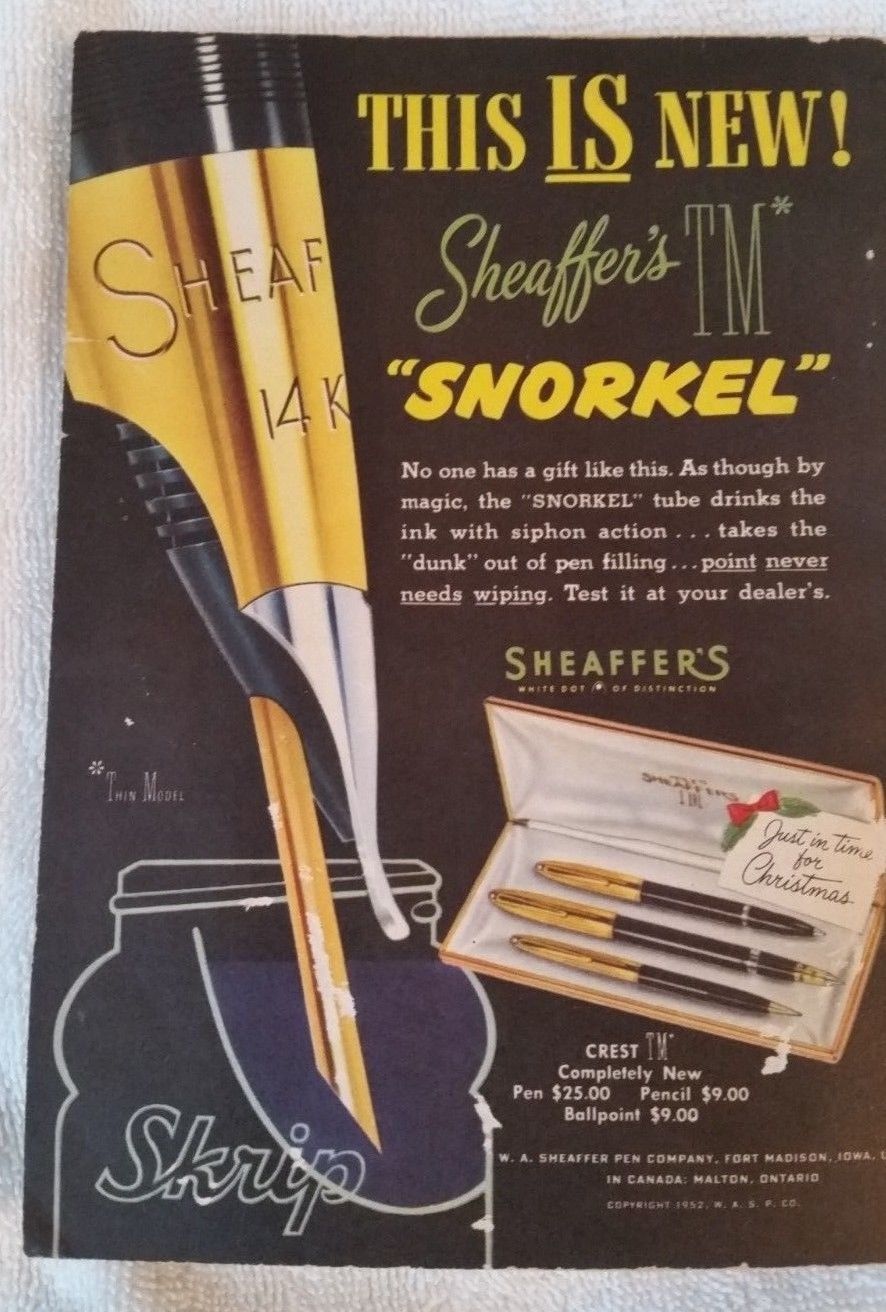 THIS IS NEW!
Sheaffer's TM*
"SNORKEL"
SHEAF
14 K
No one has a gift like this. As though by
magic, the "SNORKEL" tube drinks the
ink with siphon action . . . takes the
"dunk" out of pen filling . . . point never
needs wiping. Test it at your dealer's.
SHEAFFER'S
WHITE DOT OF DISTINCTION
*THIN MODEL
SHEAFFER'S
Just in time
for
Christmas
CREST TM*
Completely New
Pen $25.00 Pencil $9.00
Ballpoint $9.00
Skrip
W. A. SHEAFFER PEN COMPANY, FORT MADISON, IOWA, U
IN CANADA: MALTON, ONTARIO
COPYRIGHT 1952, W. A. S. P. CO.